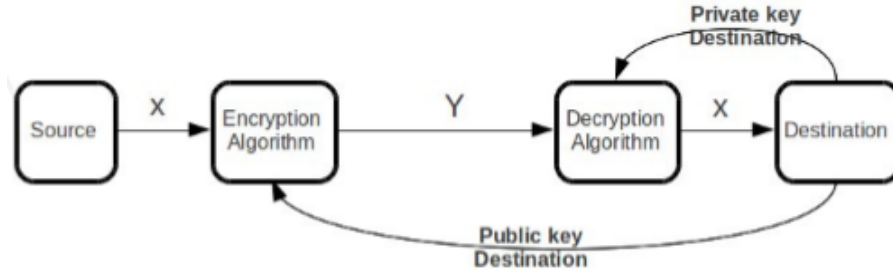 Private key
Destination
Source
X
Encryption
Algorithm
Y
Decryption
Algorithm
X
Destination
Public key
Destination